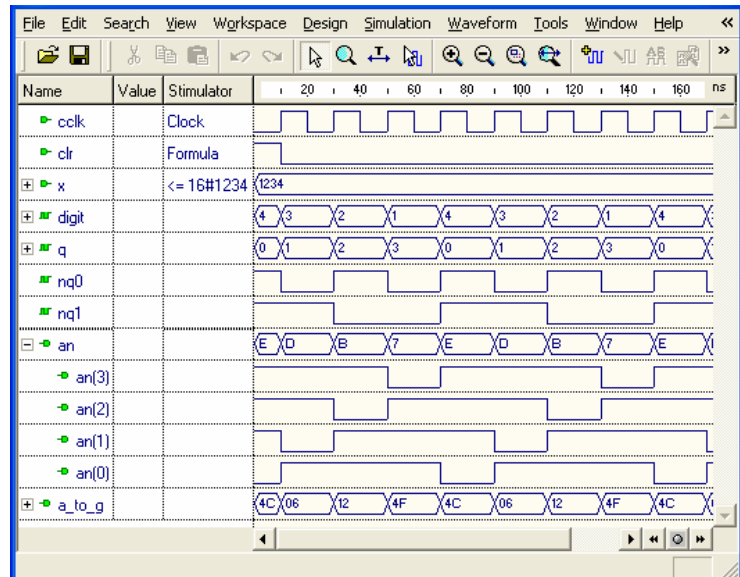 File Edit Search View Workspace Design Simulation Waveform Tools Window Help «
»
Name Value Stimulator 20 40 60 80 100 120 140 160 ns
cclk Clock
clr Formula
x <= 16#1234 1234
digit 4 3 2 1 4 3 2 1 4
q 0 1 2 3 0 1 2 3 0
nq0
nq1
an E D B 7 E D B 7 E
an(3)
an(2)
an(1)
an(0)
a_to_g 4C 06 12 4F 4C 06 12 4F 4C